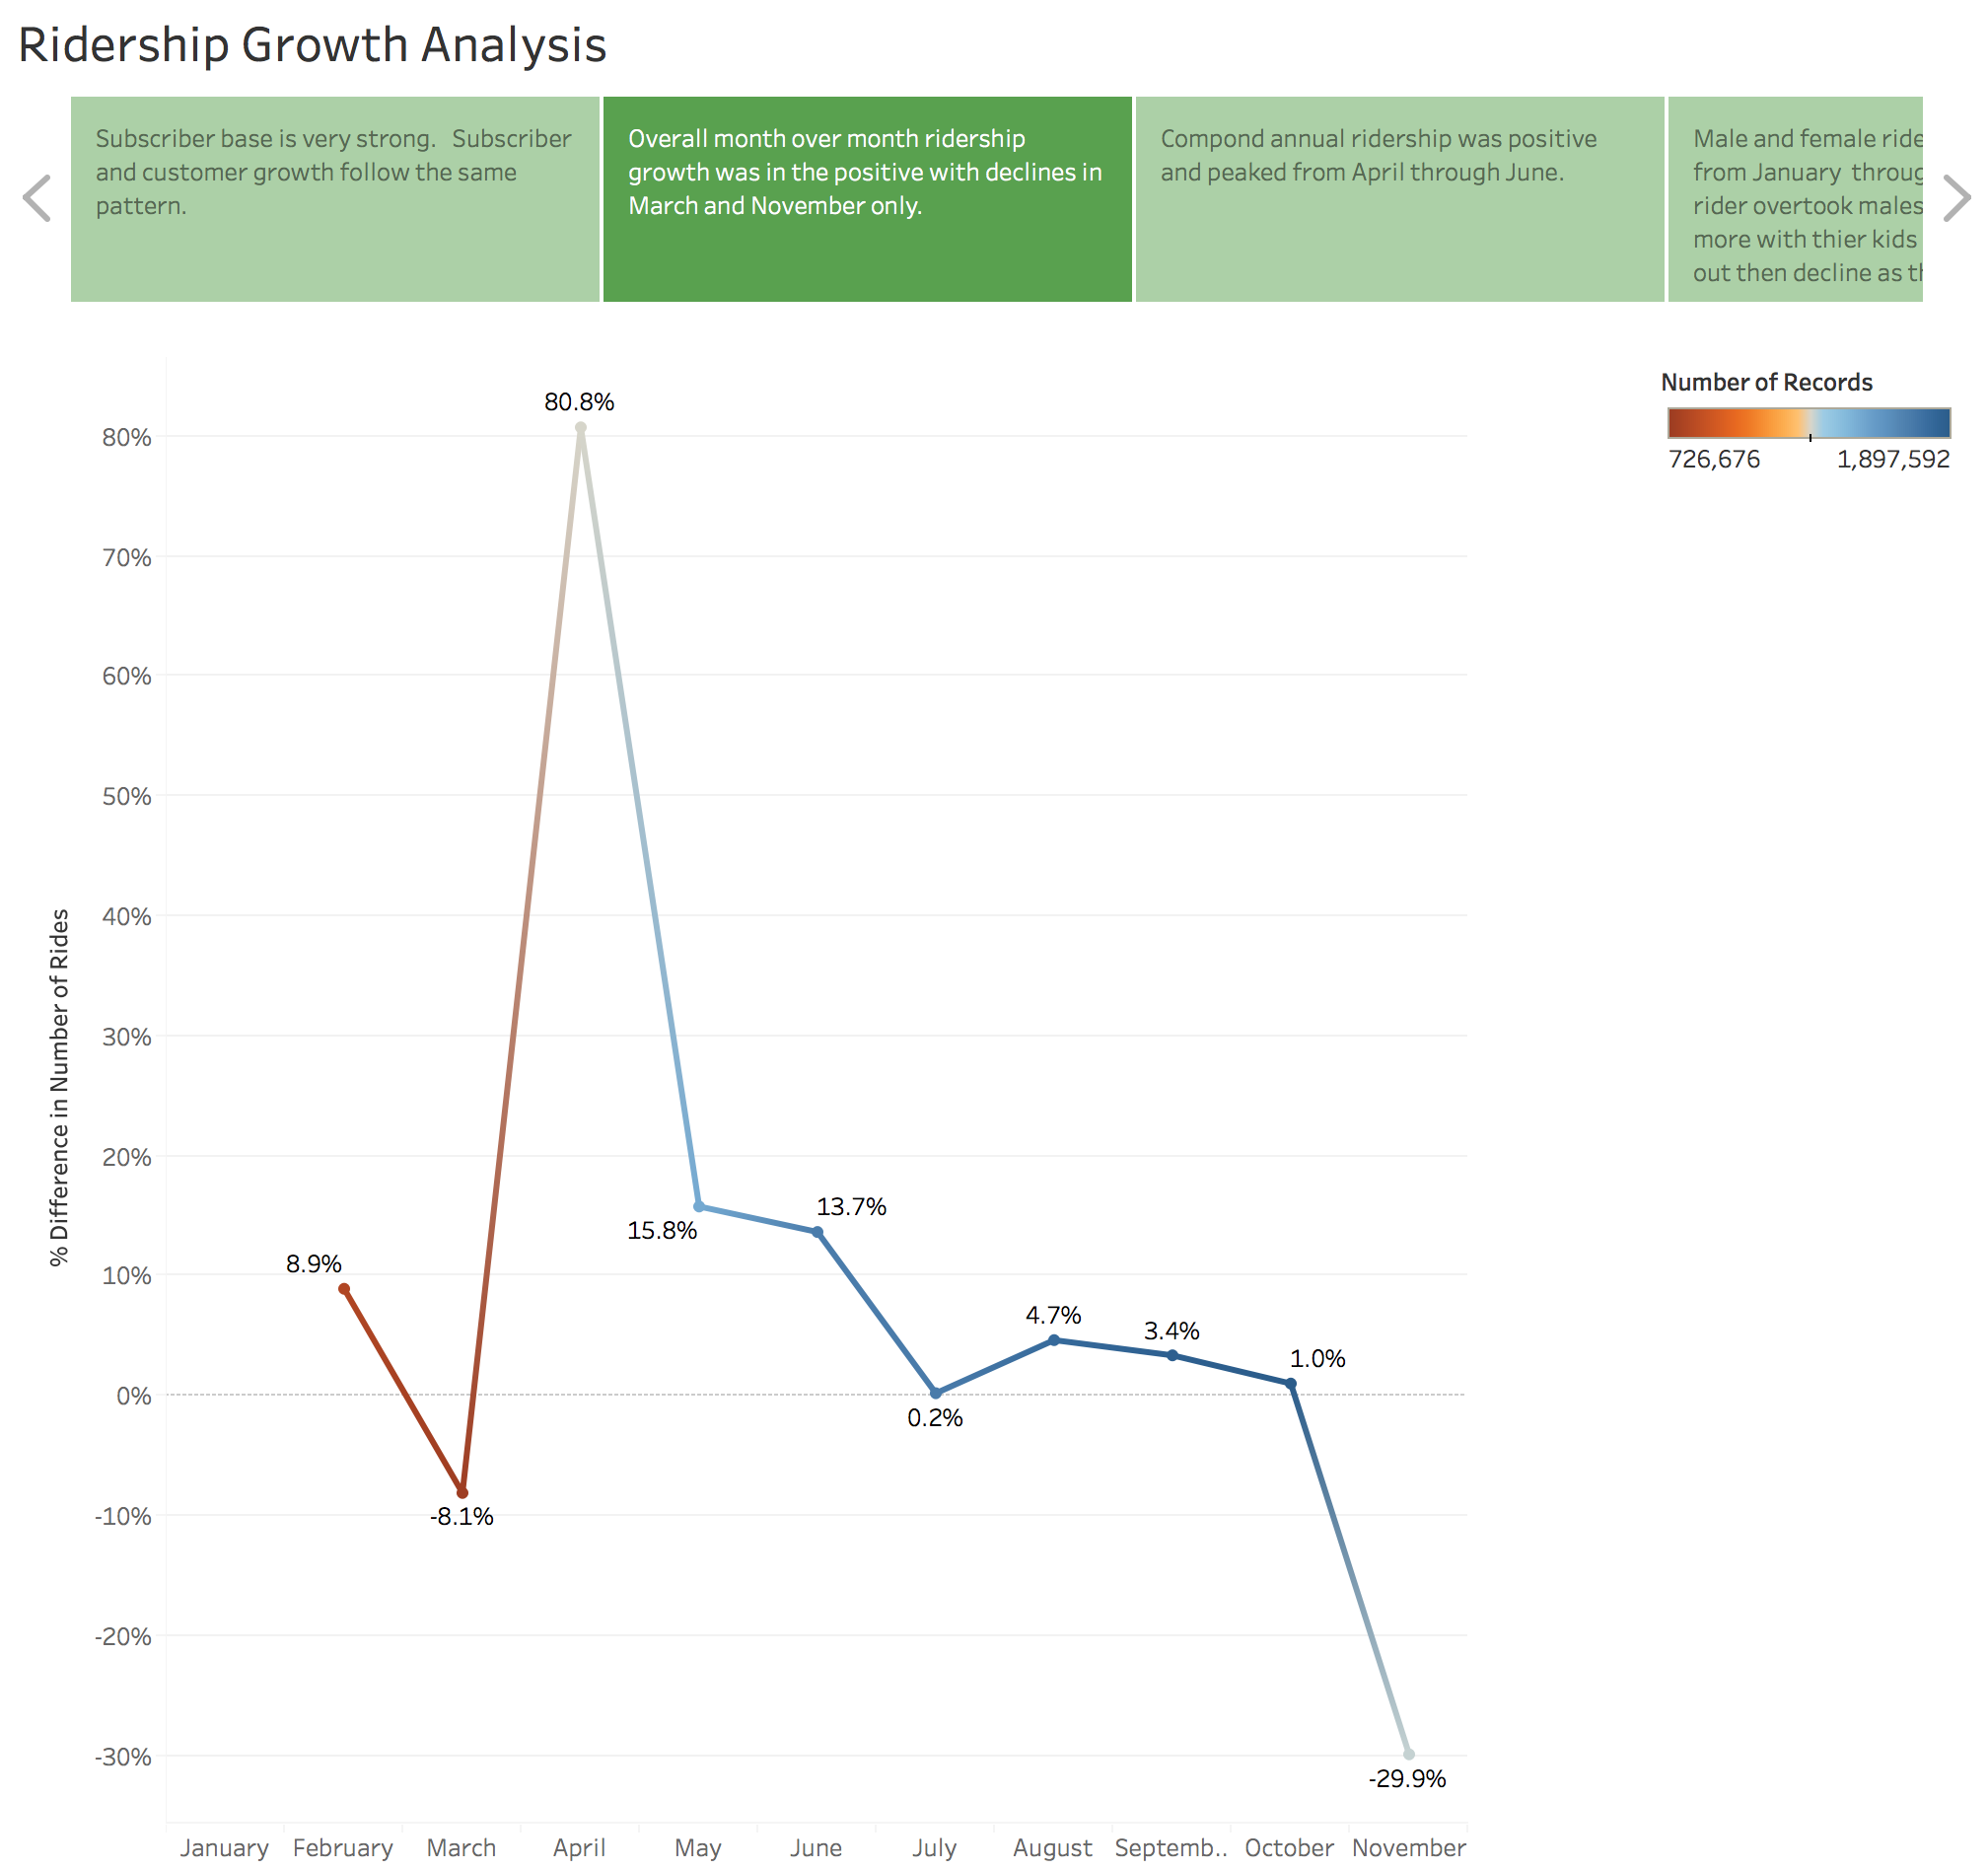 Ridership Growth Analysis
Subscriber base is very strong.   Subscriber
and customer growth follow the same
pattern.
Overall month over month ridership
growth was in the positive with declines in
March and November only.
Compond annual ridership was positive
and peaked from April through June.
Male and female ride
from January  throug
rider overtook males
more with thier kids
out then decline as th
Number of Records
726,676 1,897,592
% Difference in Number of Rides
80%
70%
60%
50%
40%
30%
20%
10%
0%
-10%
-20%
-30%
8.9%
-8.1%
80.8%
15.8%
13.7%
0.2%
4.7%
3.4%
1.0%
-29.9%
January February March April May June July August Septemb.. October November